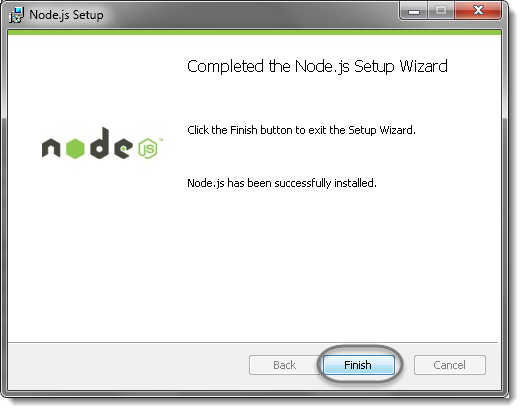 Node.js Setup
Completed the Node.js Setup Wizard
node
JS
™
Click the Finish button to exit the Setup Wizard.
Node.js has been successfully installed.
Back
Finish
Cancel